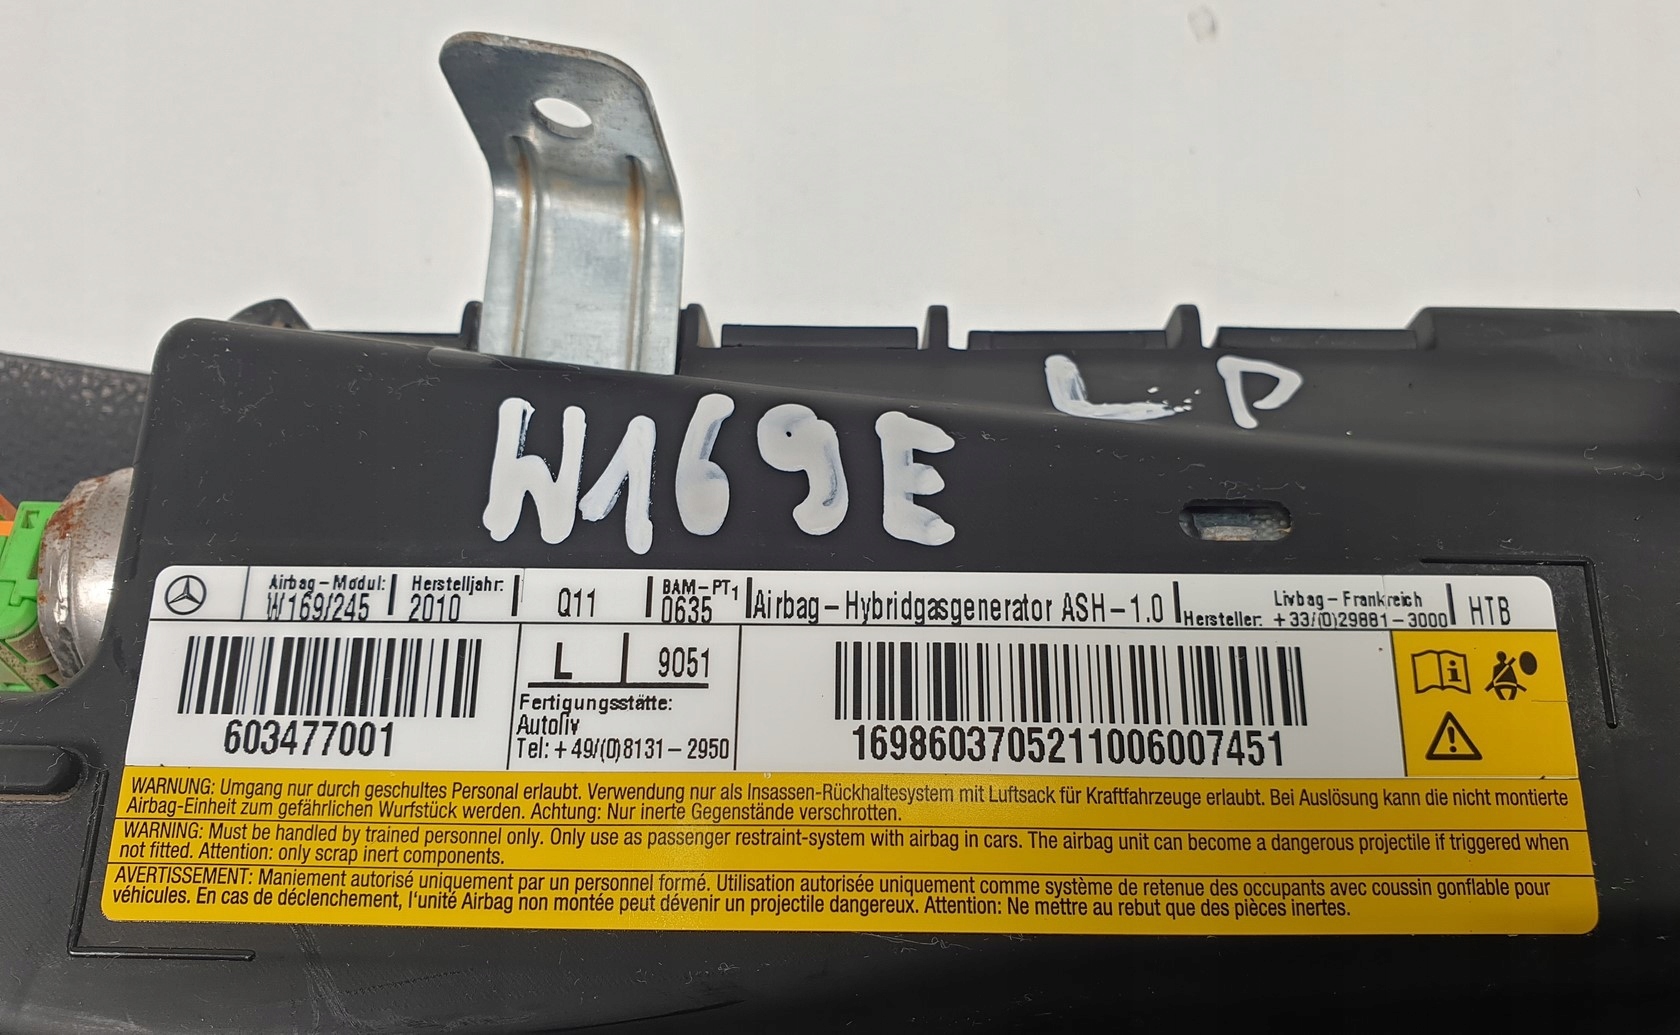 W169E
LP
Airbag-Modul: W169/245
Herstelljahr: 2010
Q11
BAM-PT1 0635
Airbag-Hybridgasgenerator ASH-1.0
Hersteller: Livbag-Frankreich +33/(0)29881-3000
HTB
603477001
L 9051
Fertigungsstätte:
Autoliv
Tel: +49/(0)8131-2950
1698603705211006007451
WARNUNG: Umgang nur durch geschultes Personal erlaubt. Verwendung nur als Insassen-Rückhaltesystem mit Luftsack für Kraftfahrzeuge erlaubt. Bei Auslösung kann die nicht montierte
Airbag-Einheit zum gefährlichen Wurfstück werden. Achtung: Nur inerte Gegenstände verschrotten.
WARNING: Must be handled by trained personnel only. Only use as passenger restraint-system with airbag in cars. The airbag unit can become a dangerous projectile if triggered when
not fitted. Attention: only scrap inert components.
AVERTISSEMENT: Maniement autorisé uniquement par un personnel formé. Utilisation autorisée uniquement comme système de retenue des occupants avec coussin gonflable pour
véhicules. En cas de déclenchement, l'unité Airbag non montée peut dévenir un projectile dangereux. Attention: Ne mettre au rebut que des pièces inertes.